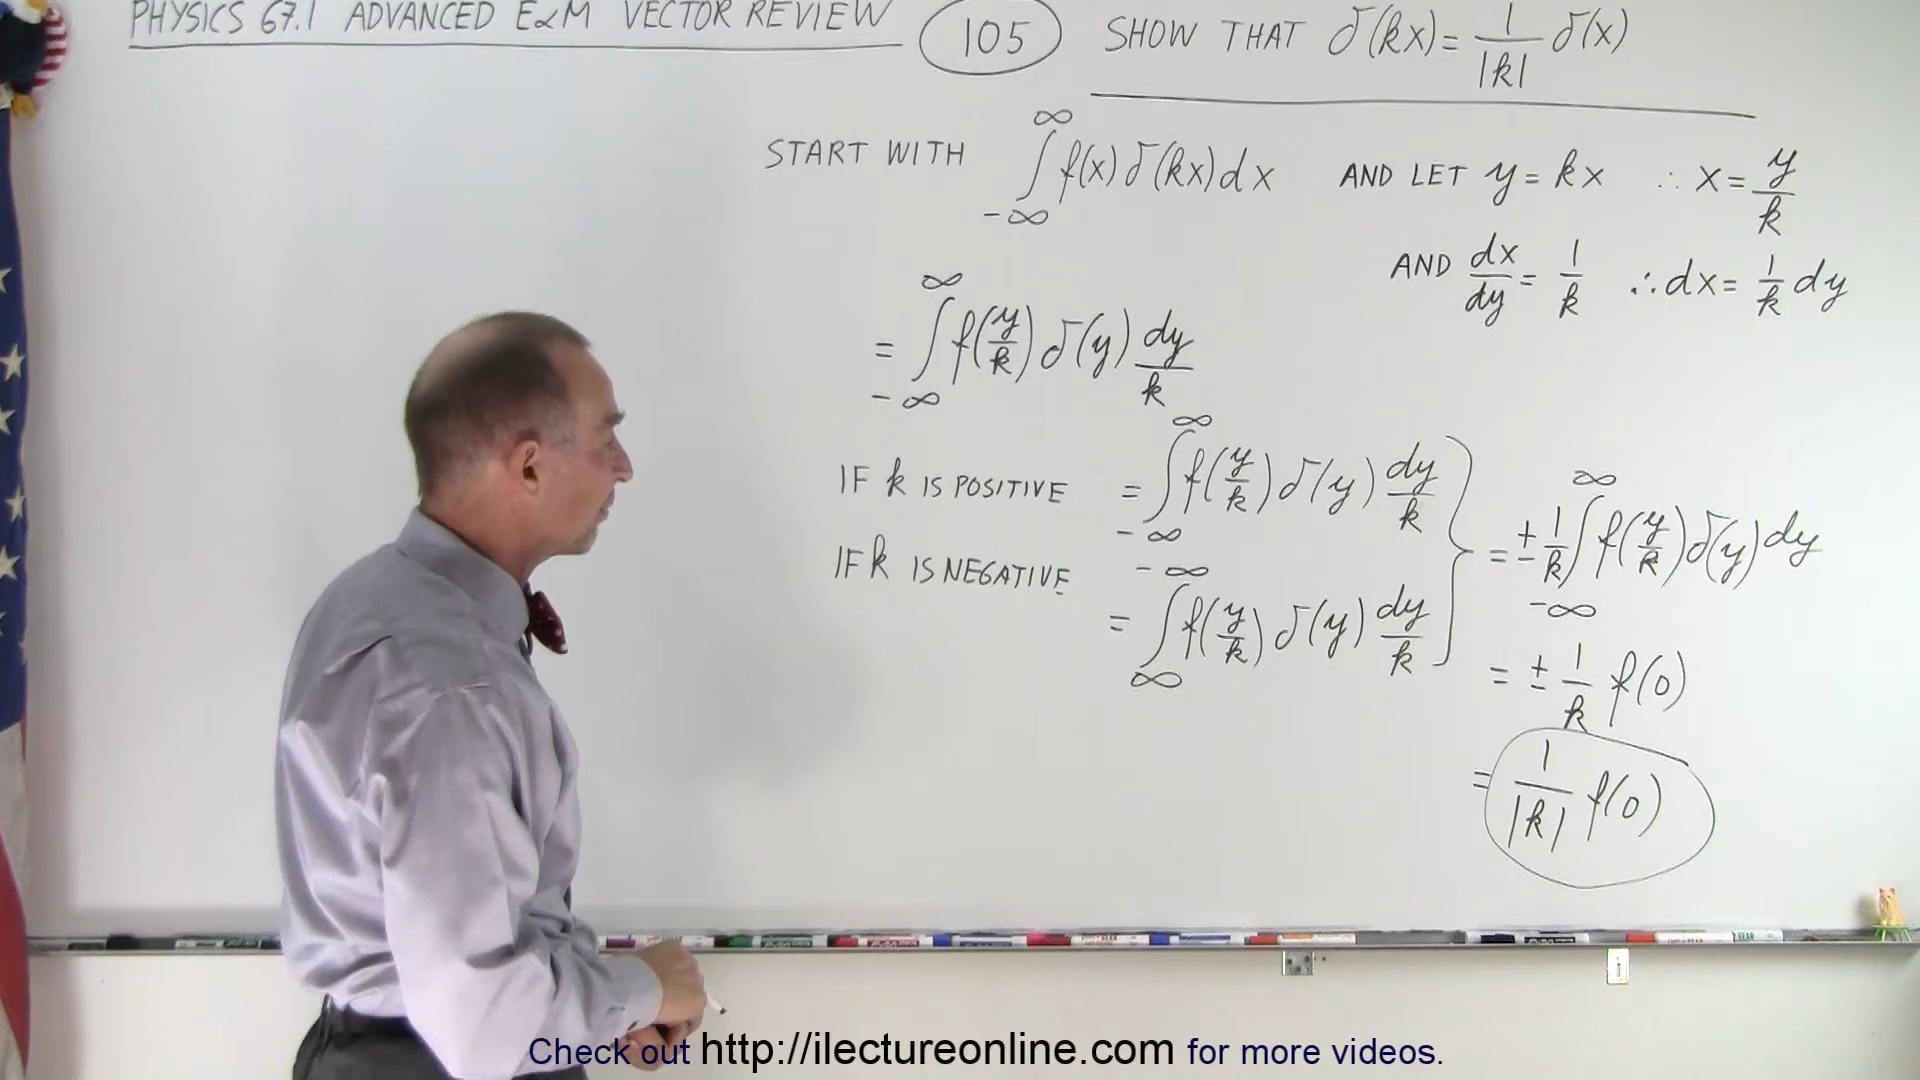 PHYSICS 67.1 ADVANCED E&M VECTOR REVIEW 105 SHOW THAT δ(kx) = 1/|k| δ(x)
START WITH ∫_{-∞}^{∞} f(x) δ(kx) dx AND LET y = kx ∴ x = y/k
AND dx/dy = 1/k ∴ dx = 1/k dy
= ∫_{-∞}^{∞} f(y/k) δ(y) dy/k
IF k IS POSITIVE = ∫_{-∞}^{∞} f(y/k) δ(y) dy/k
IF k IS NEGATIVE = ∫_{∞}^{-∞} f(y/k) δ(y) dy/k
} = ± 1/k ∫_{-∞}^{∞} f(y/k) δ(y) dy
= ± 1/k f(0)
= 1/|k| f(0)
Check out http://ilectureonline.com for more videos.